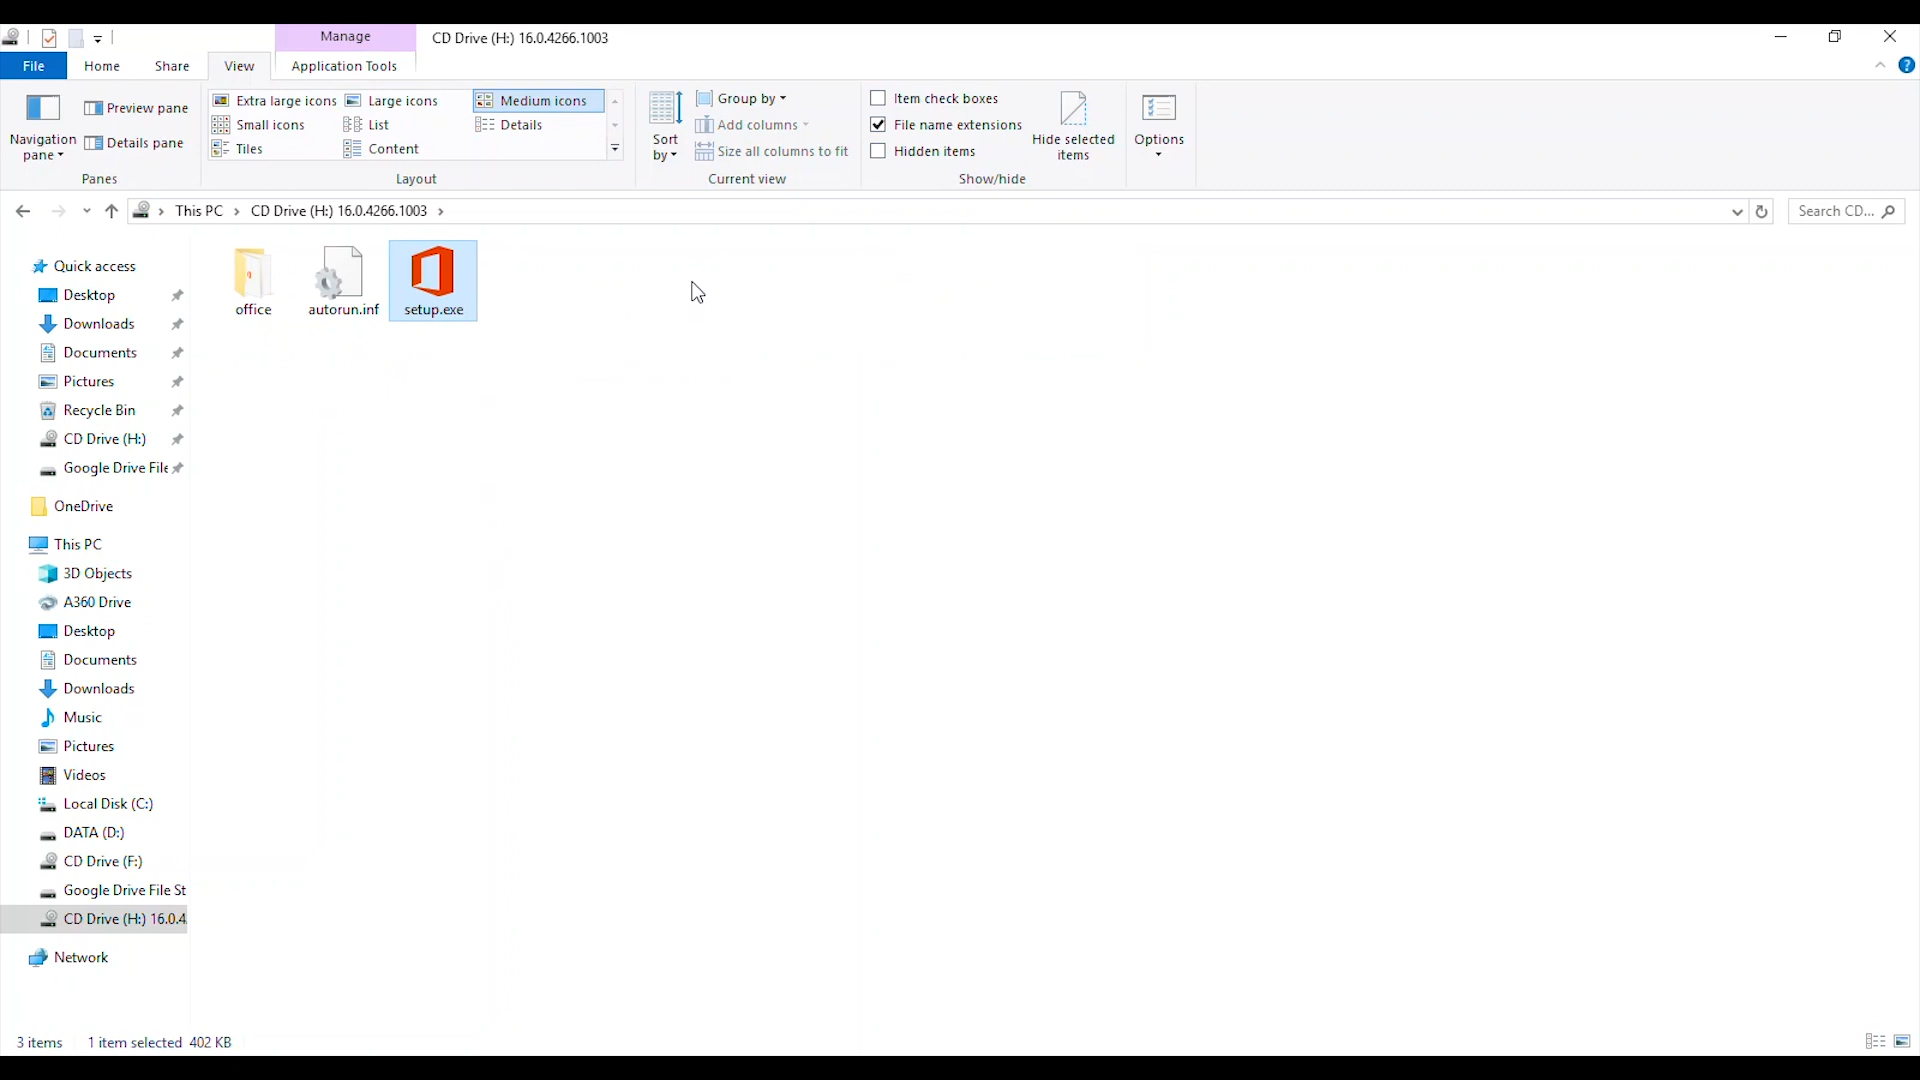 Manage
CD Drive (H:) 16.0.4266.1003
File
Home
Share
View
Application Tools
Navigation pane
Preview pane
Details pane
Panes
Extra large icons
Large icons
Medium icons
Small icons
List
Details
Tiles
Content
Layout
Sort by
Group by
Add columns
Size all columns to fit
Current view
Item check boxes
File name extensions
Hidden items
Hide selected items
Show/hide
Options
This PC
CD Drive (H:) 16.0.4266.1003
Search CD...
office
autorun.inf
setup.exe
Quick access
Desktop
Downloads
Documents
Pictures
Recycle Bin
CD Drive (H:)
Google Drive File
OneDrive
This PC
3D Objects
A360 Drive
Desktop
Documents
Downloads
Music
Pictures
Videos
Local Disk (C:)
DATA (D:)
CD Drive (F:)
Google Drive File St
CD Drive (H:) 16.0.4
Network
3 items
1 item selected 402 KB